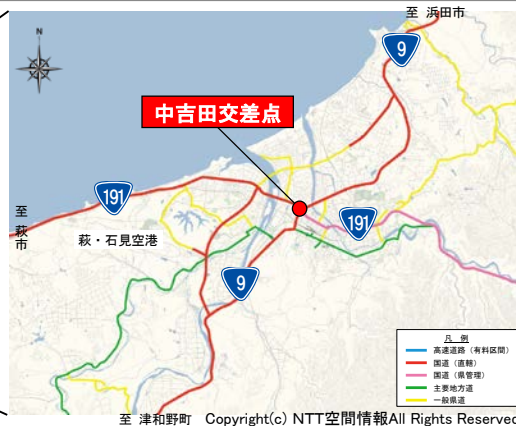 至 浜田市
N
9
中吉田交差点
191
至 萩市
萩・石見空港
191
9
凡 例
高速道路（有料区間）
国道（直轄）
国道（県管理）
主要地方道
一般県道
至 津和野町 Copyright(c) NTT空間情報All Rights Reserved